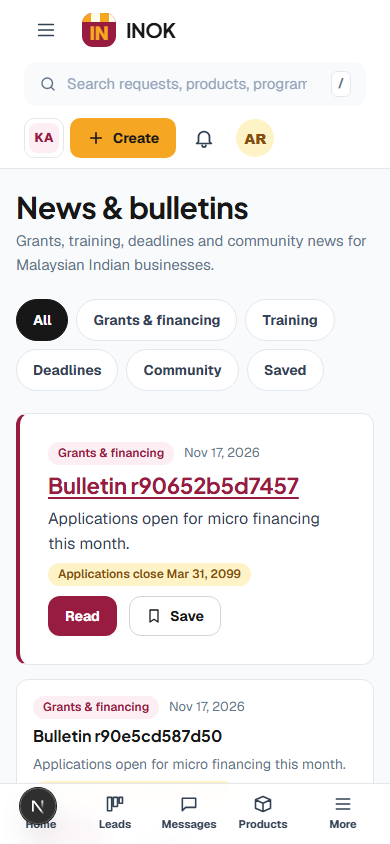 IN INOK
Search requests, products, program
/
KA
+ Create
AR
News & bulletins
Grants, training, deadlines and community news for
Malaysian Indian businesses.
All
Grants & financing
Training
Deadlines
Community
Saved
Grants & financing Nov 17, 2026
Bulletin r90652b5d7457
Applications open for micro financing
this month.
Applications close Mar 31, 2099
Read
Save
Grants & financing Nov 17, 2026
Bulletin r90e5cd587d50
Applications open for micro financing this month.
N
Home
Leads
Messages
Products
More